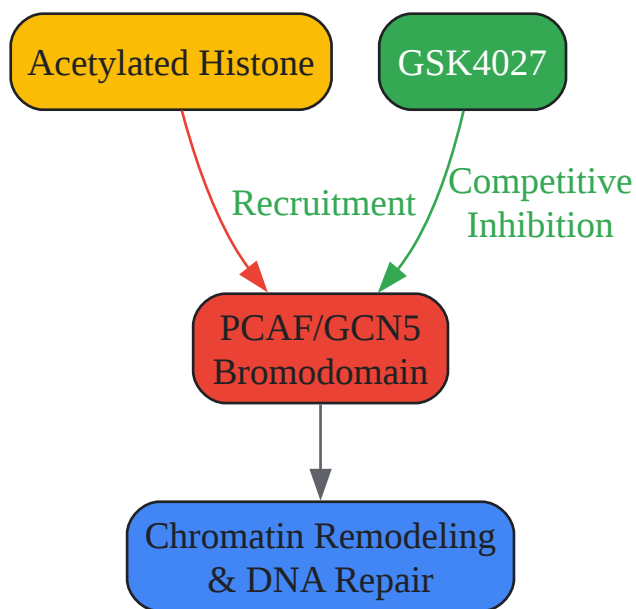 Acetylated Histone
GSK4027
Recruitment
Competitive
Inhibition
PCAF/GCN5
Bromodomain
Chromatin Remodeling
& DNA Repair